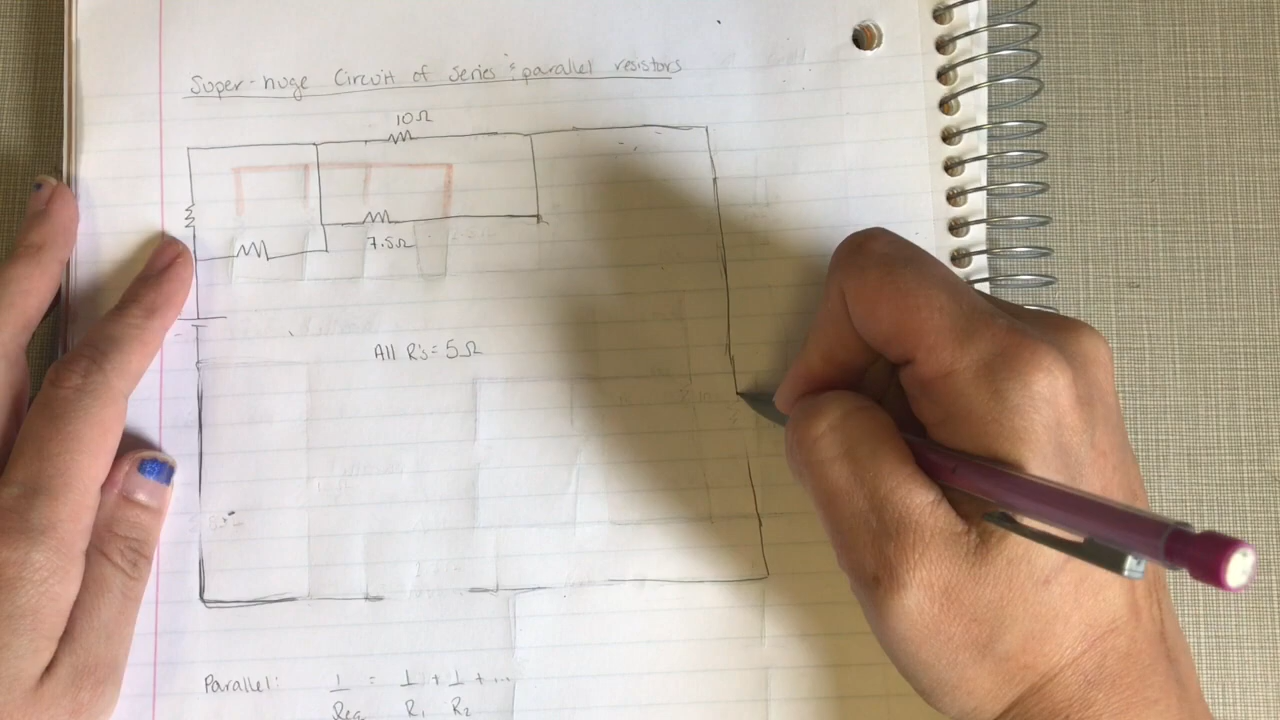 Super-huge Circuit of Series & parallel resistors
10Ω
7.5Ω
All R's = 5Ω
Parallel: 1/Req = 1/R1 + 1/R2 + ...